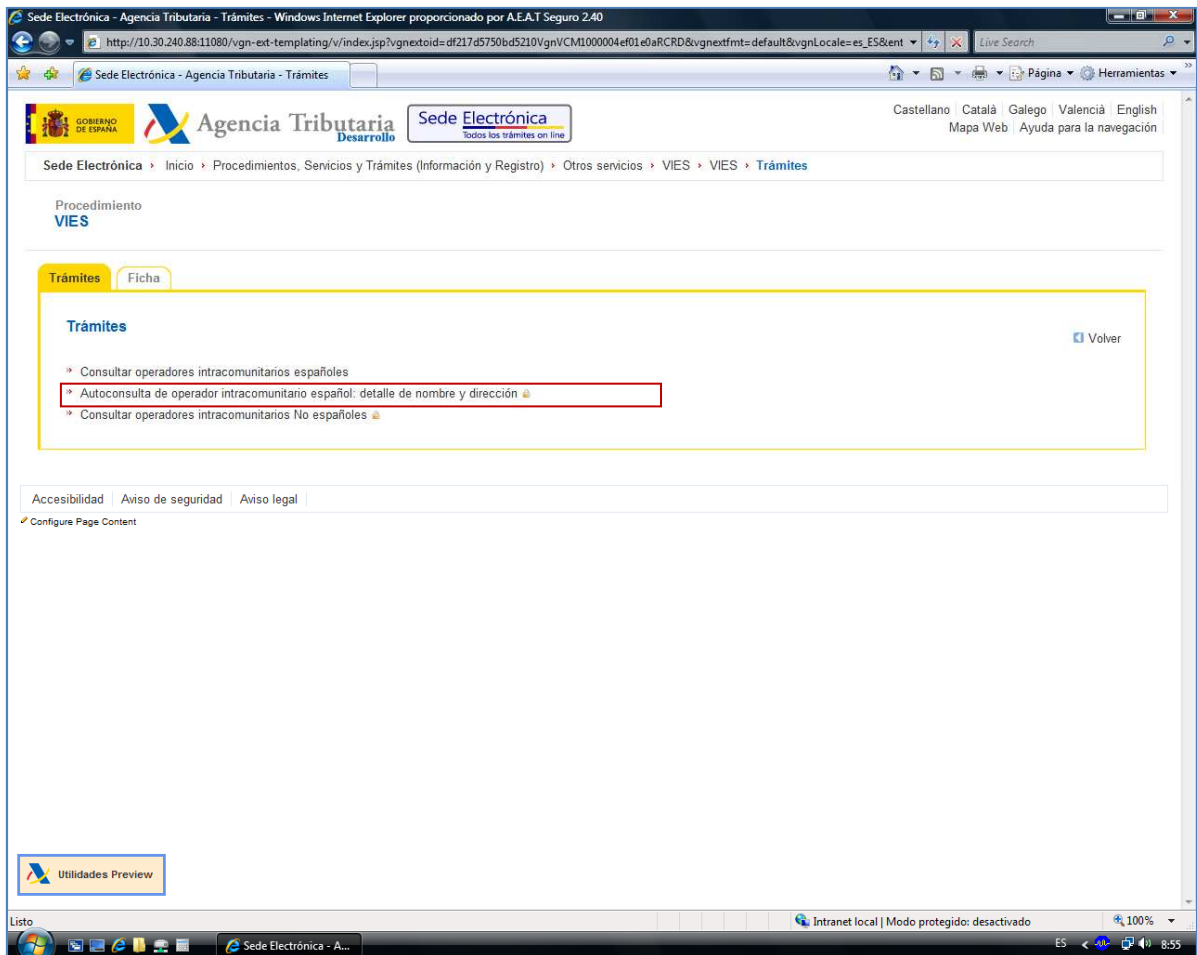 Sede Electrónica - Agencia Tributaria - Trámites - Windows Internet Explorer proporcionado por A.E.A.T Seguro 2.40
http://10.30.240.88:11080/vgn-ext-templating/v/index.jsp?vgnextoid=df217d5750bd5210VgnVCM1000004ef01e0aRCRD&vgnextfmt=default&vgnLocale=es_ES&ent
Live Search
Sede Electrónica - Agencia Tributaria - Trámites
Página
Herramientas
GOBIERNO DE ESPAÑA
Agencia Tributaria
Desarrollo
Sede Electrónica
Todos los trámites on line
Castellano Català Galego Valencià English
Mapa Web Ayuda para la navegación
Sede Electrónica Inicio Procedimientos, Servicios y Trámites (Información y Registro) Otros servicios VIES VIES Trámites
Procedimiento
VIES
Trámites Ficha
Trámites
Volver
Consultar operadores intracomunitarios españoles
Autoconsulta de operador intracomunitario español: detalle de nombre y dirección
Consultar operadores intracomunitarios No españoles
Accesibilidad Aviso de seguridad Aviso legal
Configure Page Content
Utilidades Preview
Listo
Intranet local | Modo protegido: desactivado
100%
Sede Electrónica - A...
ES
8:55